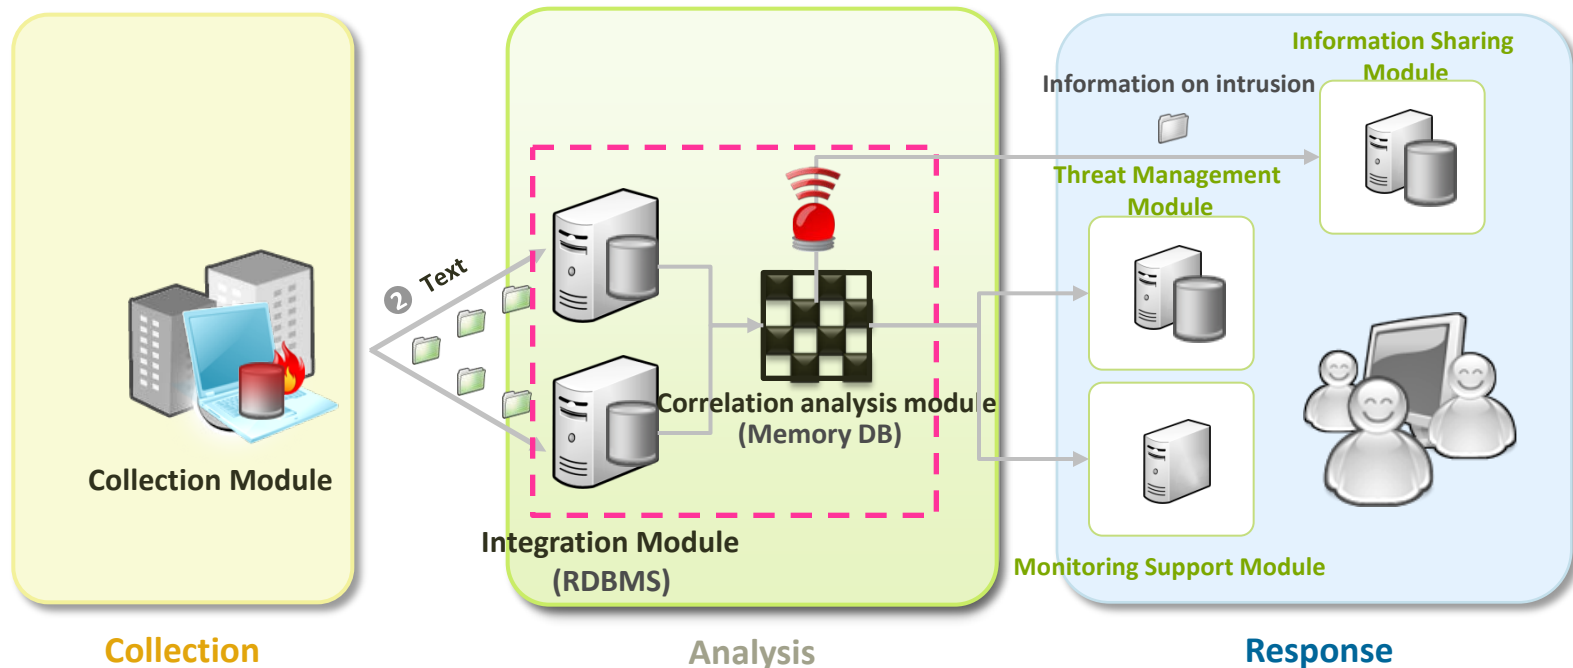 Information Sharing
Module
Information on intrusion
Threat Management
Module
2 Text
Correlation analysis module
(Memory DB)
Collection Module
Integration Module
(RDBMS)
Monitoring Support Module
Collection
Analysis
Response